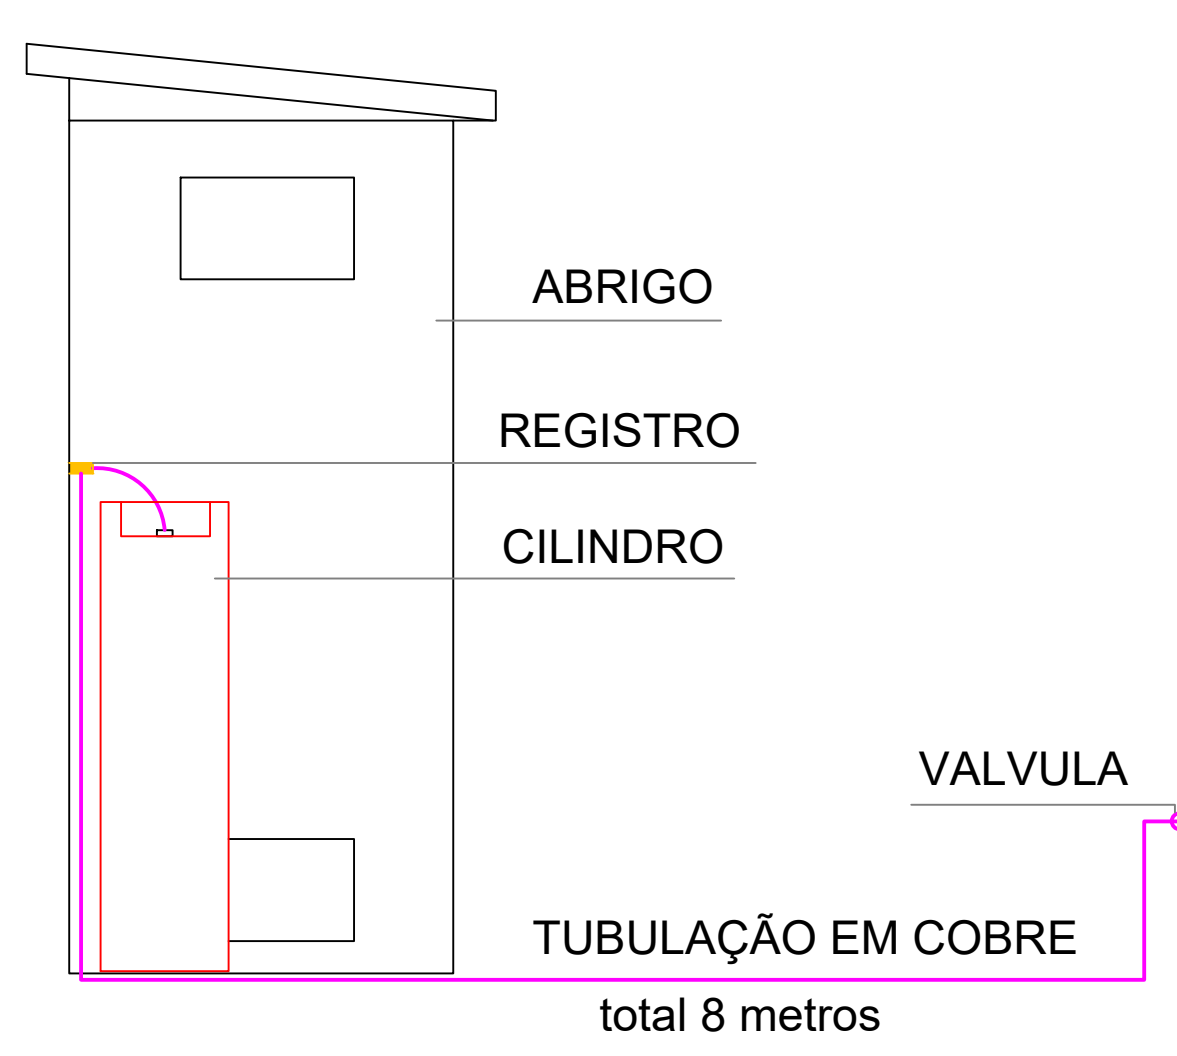 ABRIGO
REGISTRO
CILINDRO
VALVULA
TUBULAÇÃO EM COBRE
total 8 metros